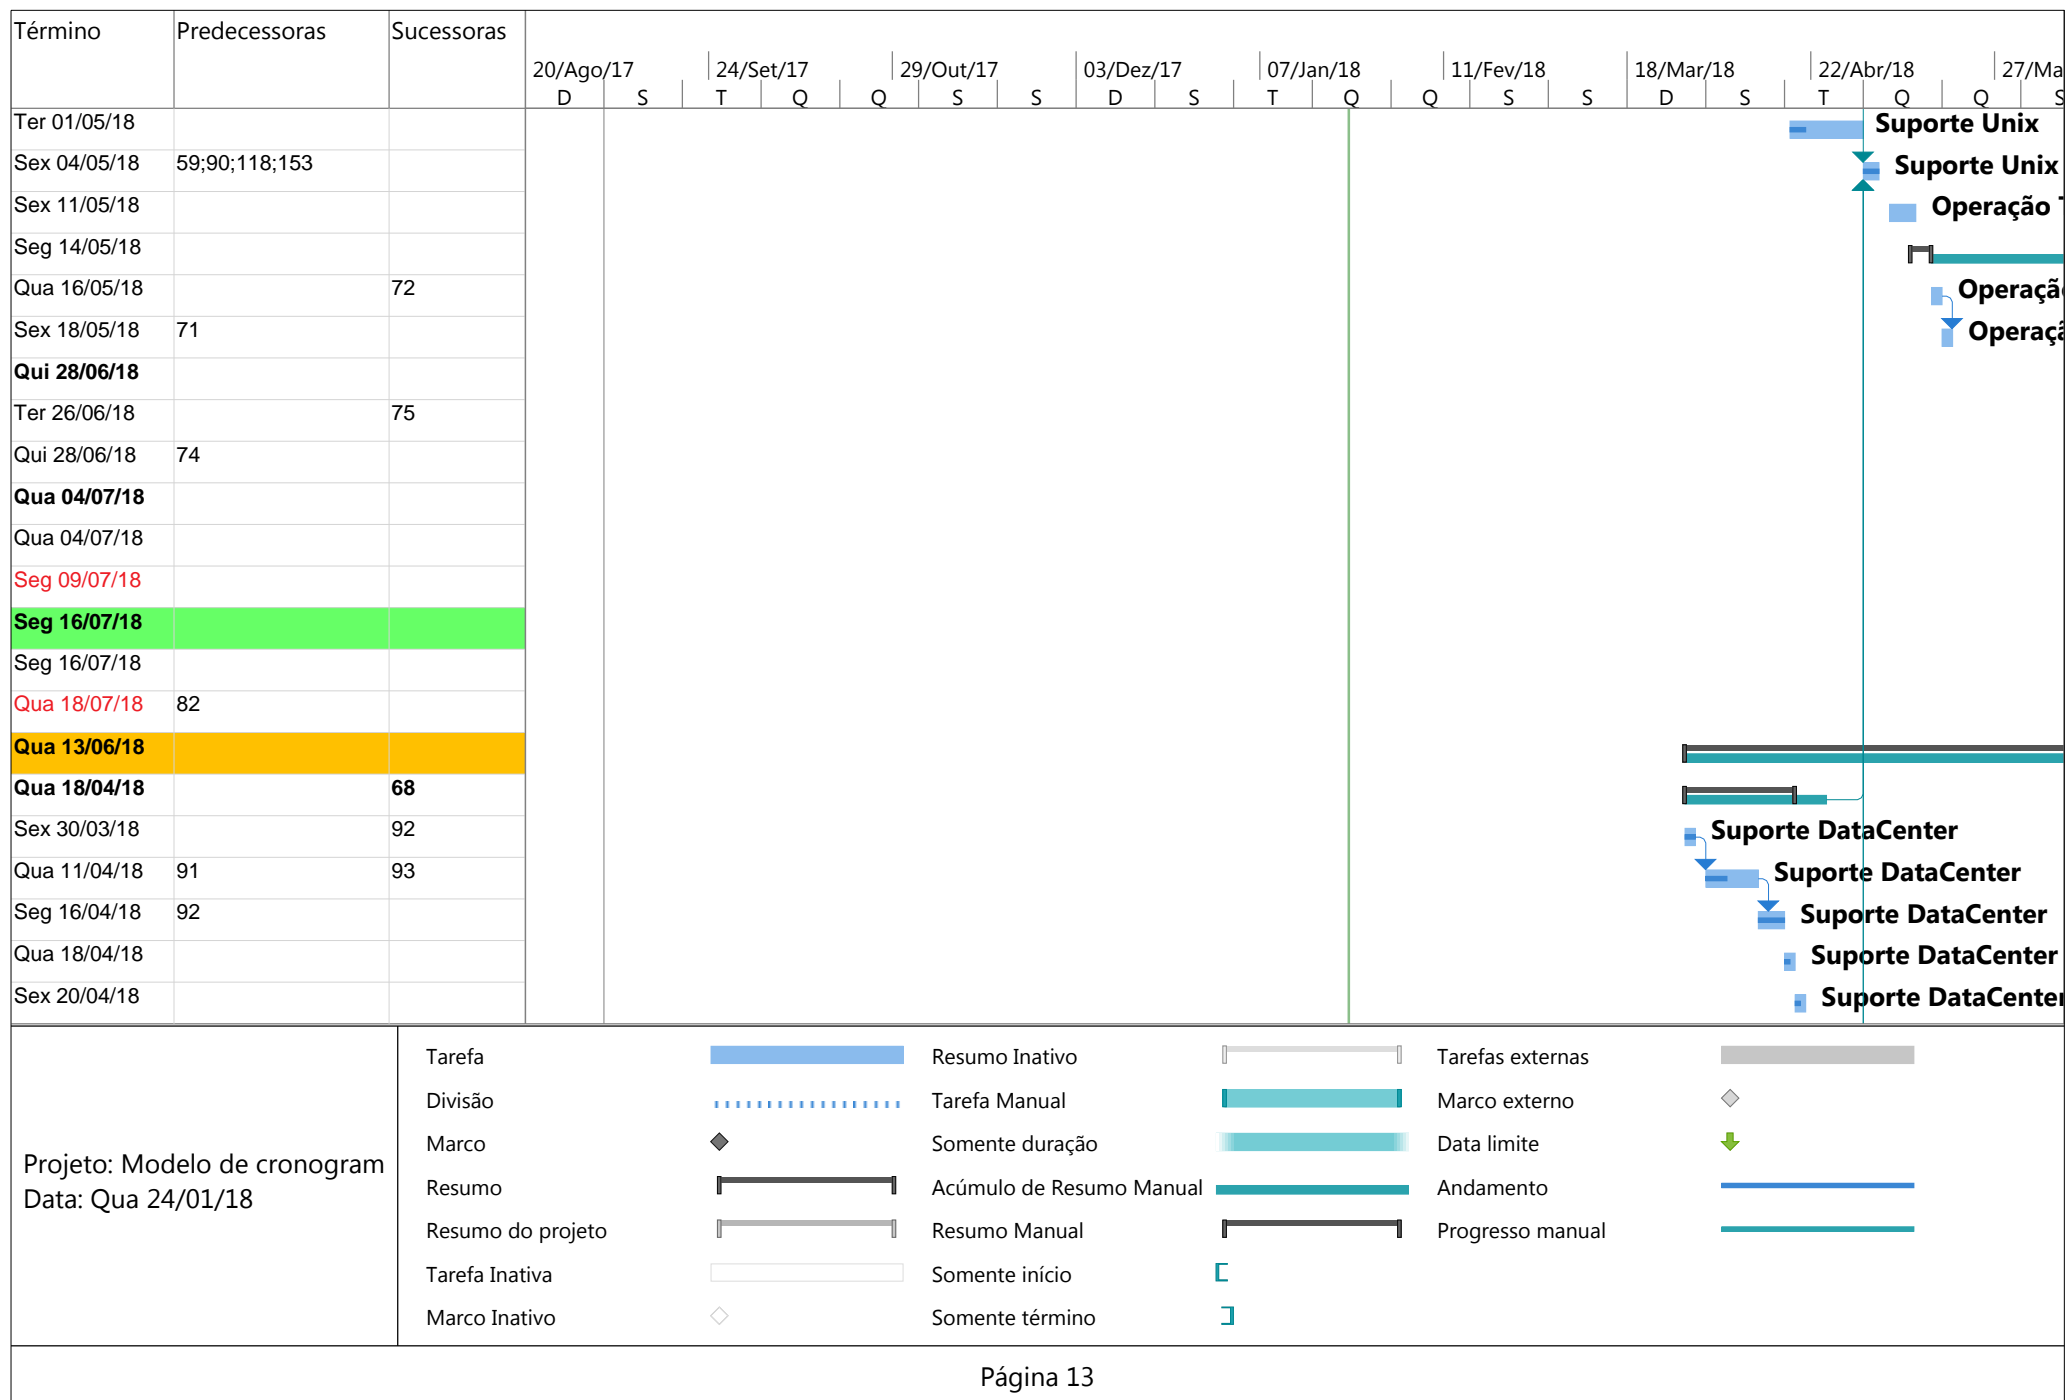 Término Predecessoras Sucessoras
20/Ago/17 24/Set/17 29/Out/17 03/Dez/17 07/Jan/18 11/Fev/18 18/Mar/18 22/Abr/18 27/Ma
D S T Q Q S S D S T Q Q S S D S T Q Q S
Ter 01/05/18 Suporte Unix
Sex 04/05/18 59;90;118;153 Suporte Unix
Sex 11/05/18 Operação
Seg 14/05/18
Qua 16/05/18 72 Operação
Sex 18/05/18 71 Operaçã
Qui 28/06/18
Ter 26/06/18 75
Qui 28/06/18 74
Qua 04/07/18
Qua 04/07/18
Seg 09/07/18
Seg 16/07/18
Seg 16/07/18
Qua 18/07/18 82
Qua 13/06/18
Qua 18/04/18 68
Sex 30/03/18 92 Suporte DataCenter
Qua 11/04/18 91 93 Suporte DataCenter
Seg 16/04/18 92 Suporte DataCenter
Qua 18/04/18 Suporte DataCenter
Sex 20/04/18 Suporte DataCenter
Projeto: Modelo de cronogram
Data: Qua 24/01/18
Tarefa
Divisão
Marco
Resumo
Resumo do projeto
Tarefa Inativa
Marco Inativo
Resumo Inativo
Tarefa Manual
Somente duração
Acúmulo de Resumo Manual
Resumo Manual
Somente início
Somente término
Tarefas externas
Marco externo
Data limite
Andamento
Progresso manual
Página 13